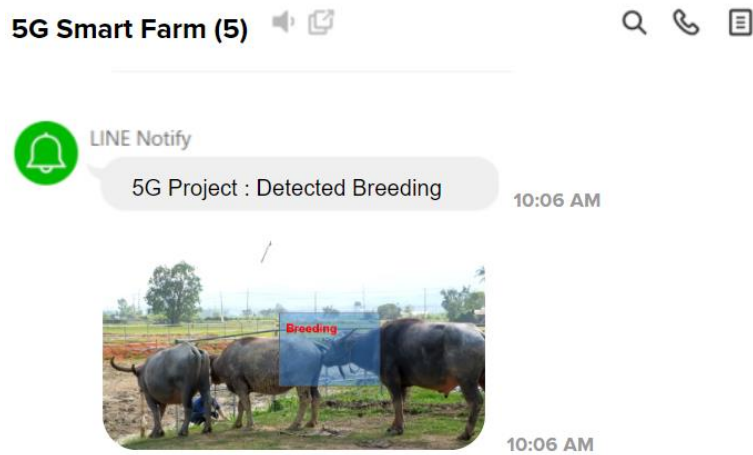 5G Smart Farm (5)
LINE Notify
5G Project : Detected Breeding
10:06 AM
Breeding
10:06 AM